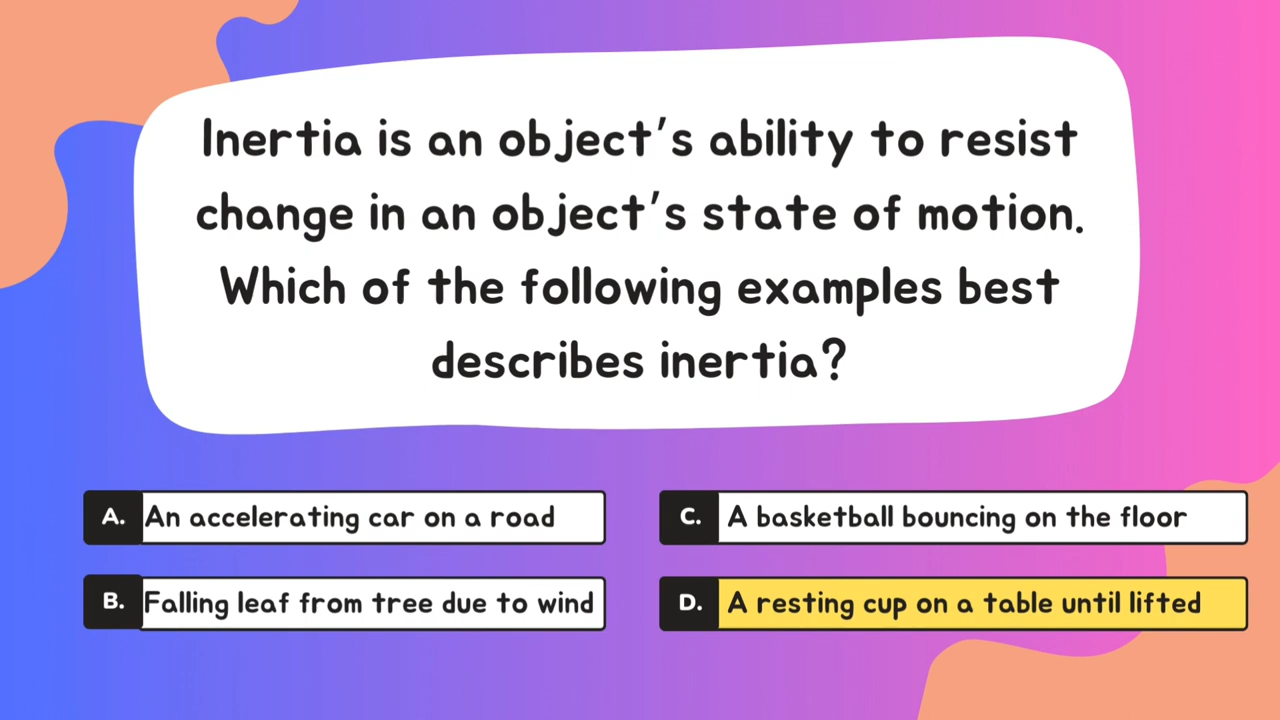 Inertia is an object's ability to resist
change in an object's state of motion.
Which of the following examples best
describes inertia?
A. An accelerating car on a road
B. Falling leaf from tree due to wind
C. A basketball bouncing on the floor
D. A resting cup on a table until lifted